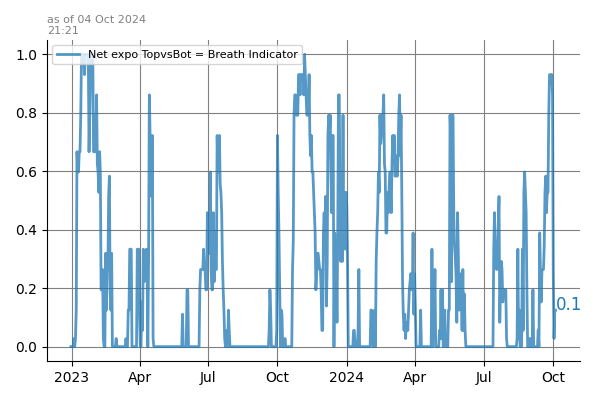 as of 04 Oct 2024
21:21
Net expo TopvsBot = Breath Indicator
1.0
0.8
0.6
0.4
0.2
0.0
0.1
2023 Apr Jul Oct 2024 Apr Jul Oct